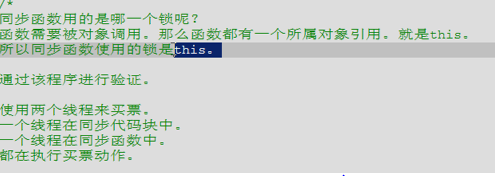 /*
同步函数用的是哪一个锁呢？
函数需要被对象调用。那么函数都有一个所属对象引用。就是this。
所以同步函数使用的锁是this。
通过该程序进行验证。
使用两个线程来买票。
一个线程在同步代码块中。
一个线程在同步函数中。
都在执行买票动作。